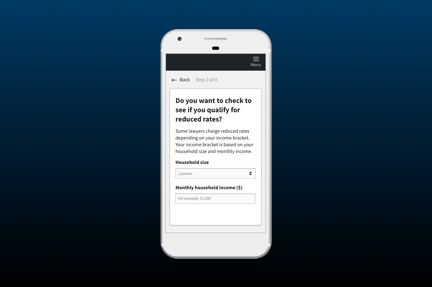 Menu
← Back Step 2 of 8
Do you want to check to
see if you qualify for
reduced rates?
Some lawyers charge reduced rates
depending on your income bracket.
Your income bracket is based on your
household size and monthly income.
Household size
1 person
Monthly household income ($)
For example, $1,500